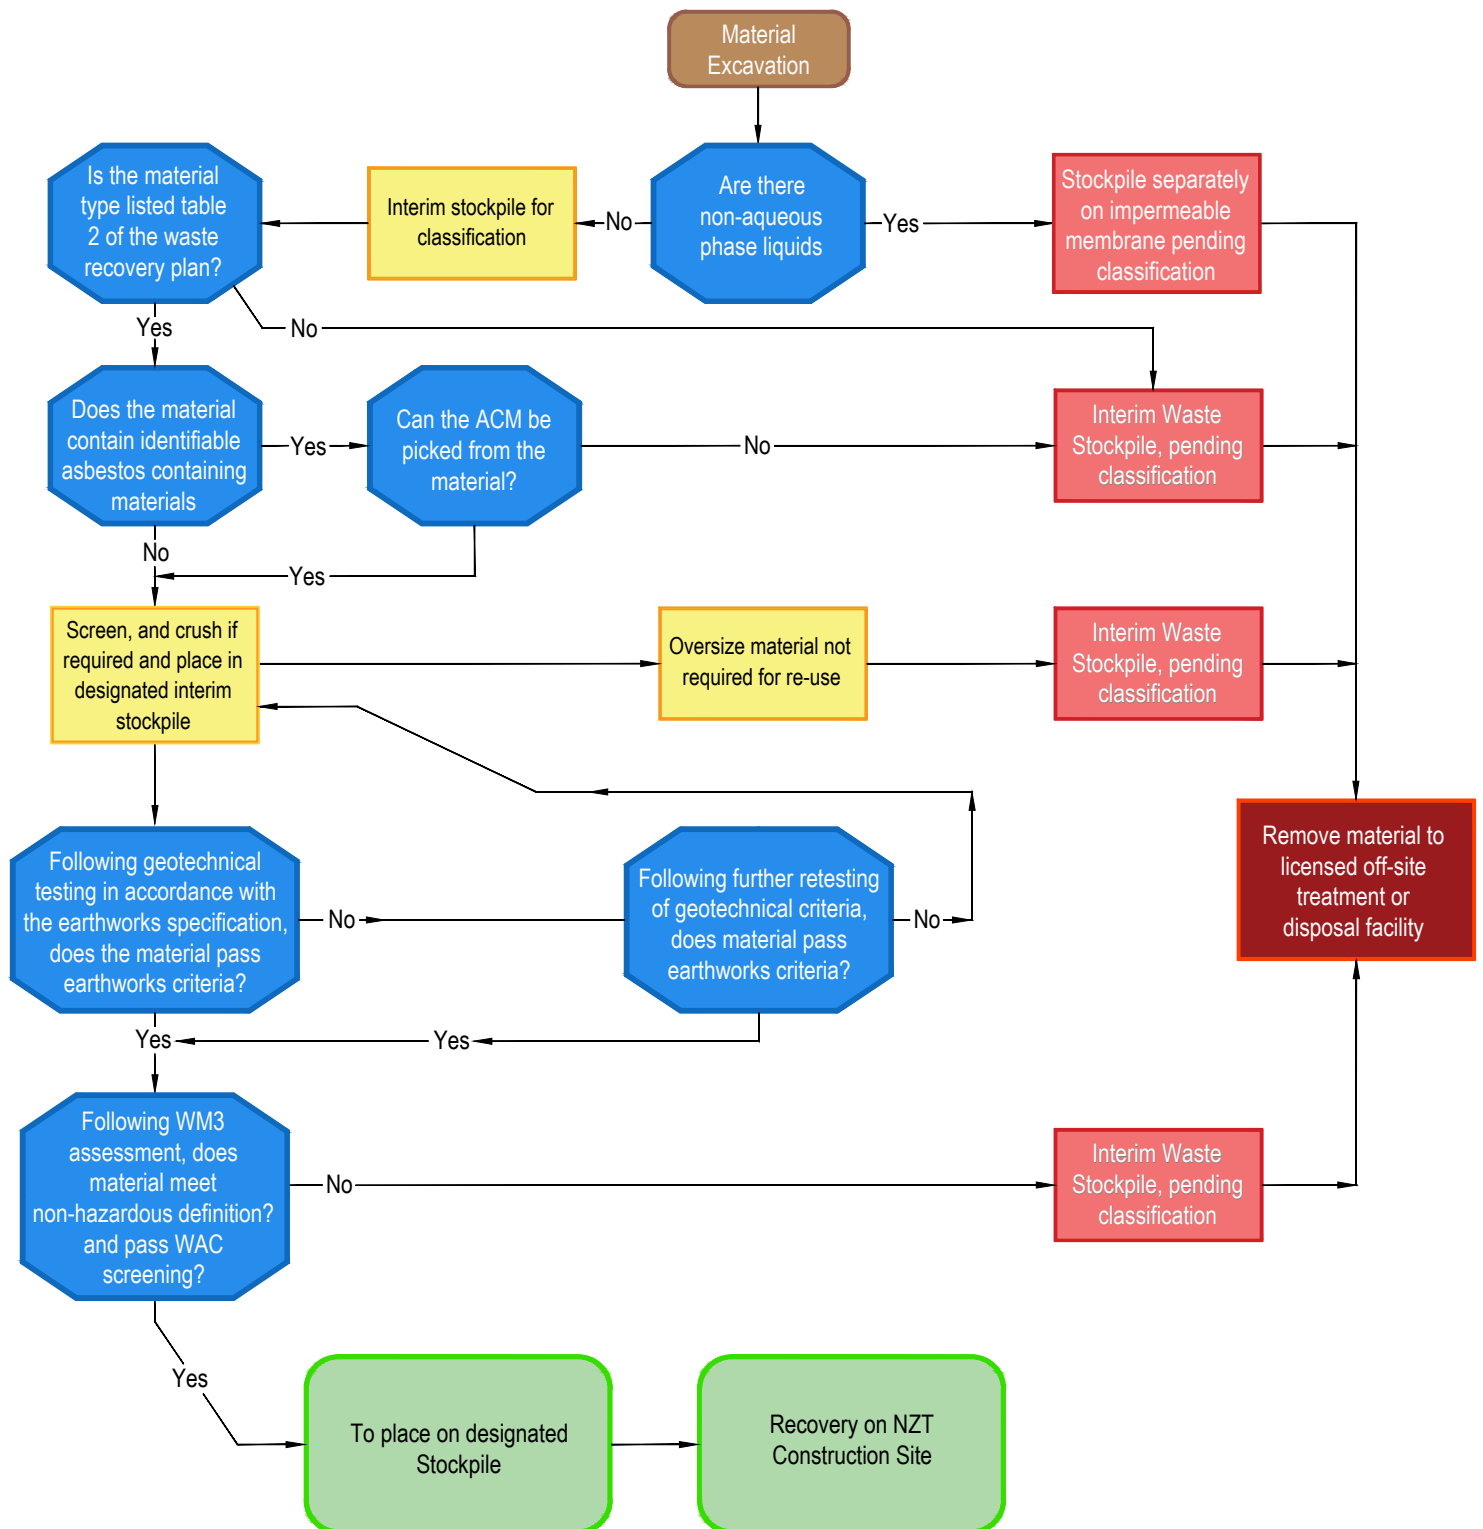 Material
Excavation
Is the material
type listed table
2 of the waste
recovery plan?
Interim stockpile for
classification
No
Are there
non-aqueous
phase liquids
Yes
Stockpile separately
on impermeable
membrane pending
classification
Yes
No
Does the material
contain identifiable
asbestos containing
materials
Yes
Can the ACM be
picked from the
material?
No
Interim Waste
Stockpile, pending
classification
No
Yes
Screen, and crush if
required and place in
designated interim
stockpile
Oversize material not
required for re-use
Interim Waste
Stockpile, pending
classification
Following geotechnical
testing in accordance with
the earthworks specification,
does the material pass
earthworks criteria?
No
Following further retesting
of geotechnical criteria,
does material pass
earthworks criteria?
No
Remove material to
licensed off-site
treatment or
disposal facility
Yes
Yes
Following WM3
assessment, does
material meet
non-hazardous definition?
and pass WAC
screening?
No
Interim Waste
Stockpile, pending
classification
Yes
To place on designated
Stockpile
Recovery on NZT
Construction Site